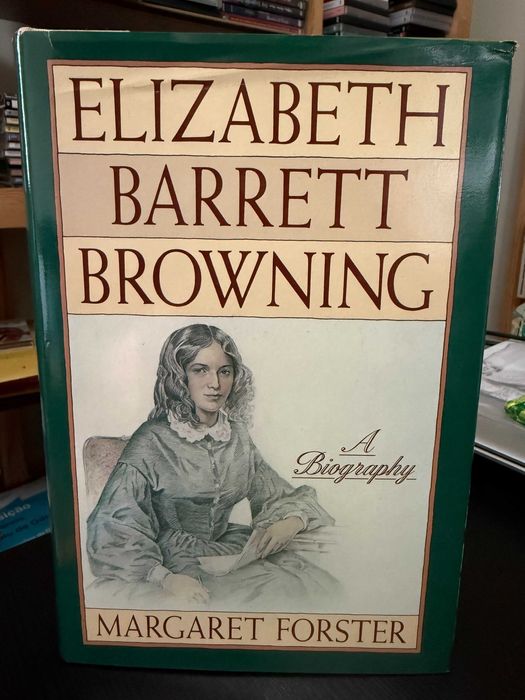 ELIZABETH
BARRETT
BROWNING
A
Biography
MARGARET FORSTER